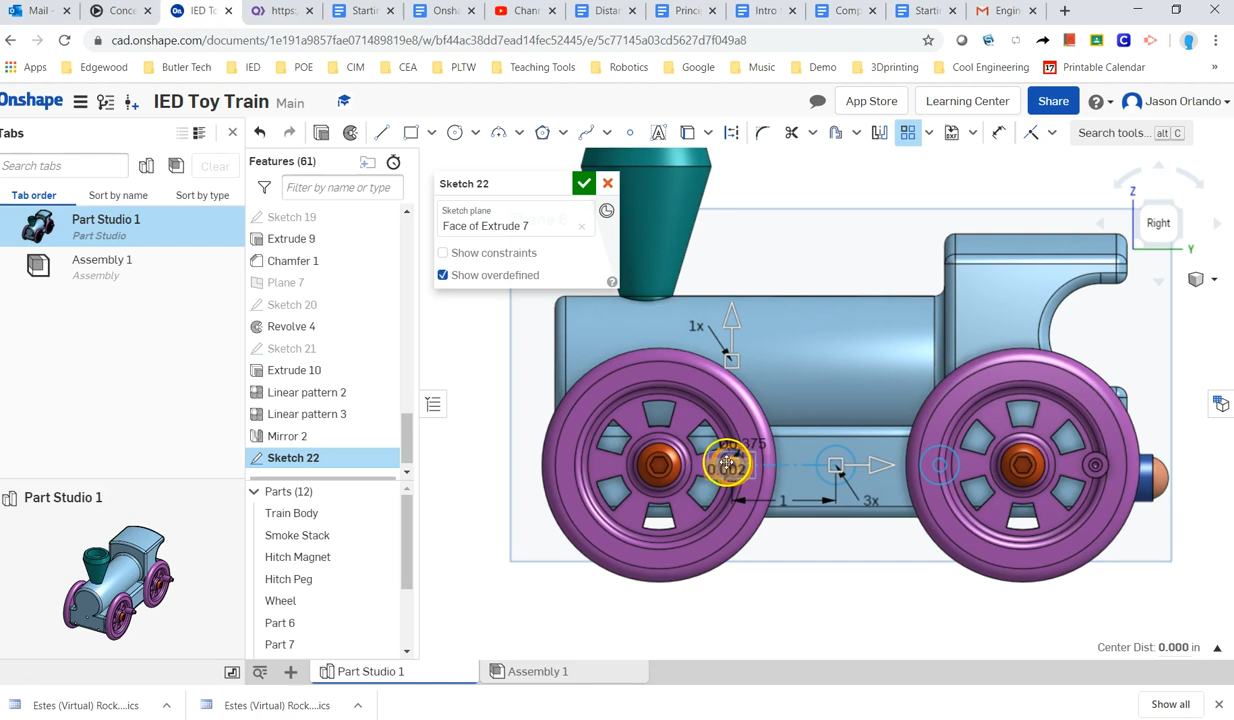 Mail -
Conce
IED To
https:
Startin
Onsha
Chann
Distan
Princi
Intro S
Comp
Startin
Engin
cad.onshape.com/documents/1e191a9857fae071489819e8/w/bf44ac38dd7ead14fec52445/e/5c77145a03cd5627d7f049a8
Apps
Edgewood
Butler Tech
IED
POE
CIM
CEA
PLTW
Teaching Tools
Robotics
Google
Music
Demo
3Dprinting
Cool Engineering
17
Printable Calendar
»
Onshape
IED Toy Train
Main
App Store
Learning Center
Share
Jason Orlando
Tabs
Search tools...
alt C
Search tabs
Clear
Tab order
Sort by name
Sort by type
Part Studio 1
Part Studio
Assembly 1
Assembly
Features (61)
Filter by name or type
Sketch 19
Extrude 9
Chamfer 1
Plane 7
Sketch 20
Revolve 4
Sketch 21
Extrude 10
Linear pattern 2
Linear pattern 3
Mirror 2
Sketch 22
Parts (12)
Train Body
Smoke Stack
Hitch Magnet
Hitch Peg
Wheel
Part 6
Part 7
Part Studio 1
Sketch 22
Sketch plane
Face of Extrude 7
Show constraints
Show overdefined
Z
Right
Y
1x
0.002
1
3x
Center Dist: 0.000 in
Part Studio 1
Assembly 1
Estes (Virtual) Rock....ics
Estes (Virtual) Rock....ics
Show all